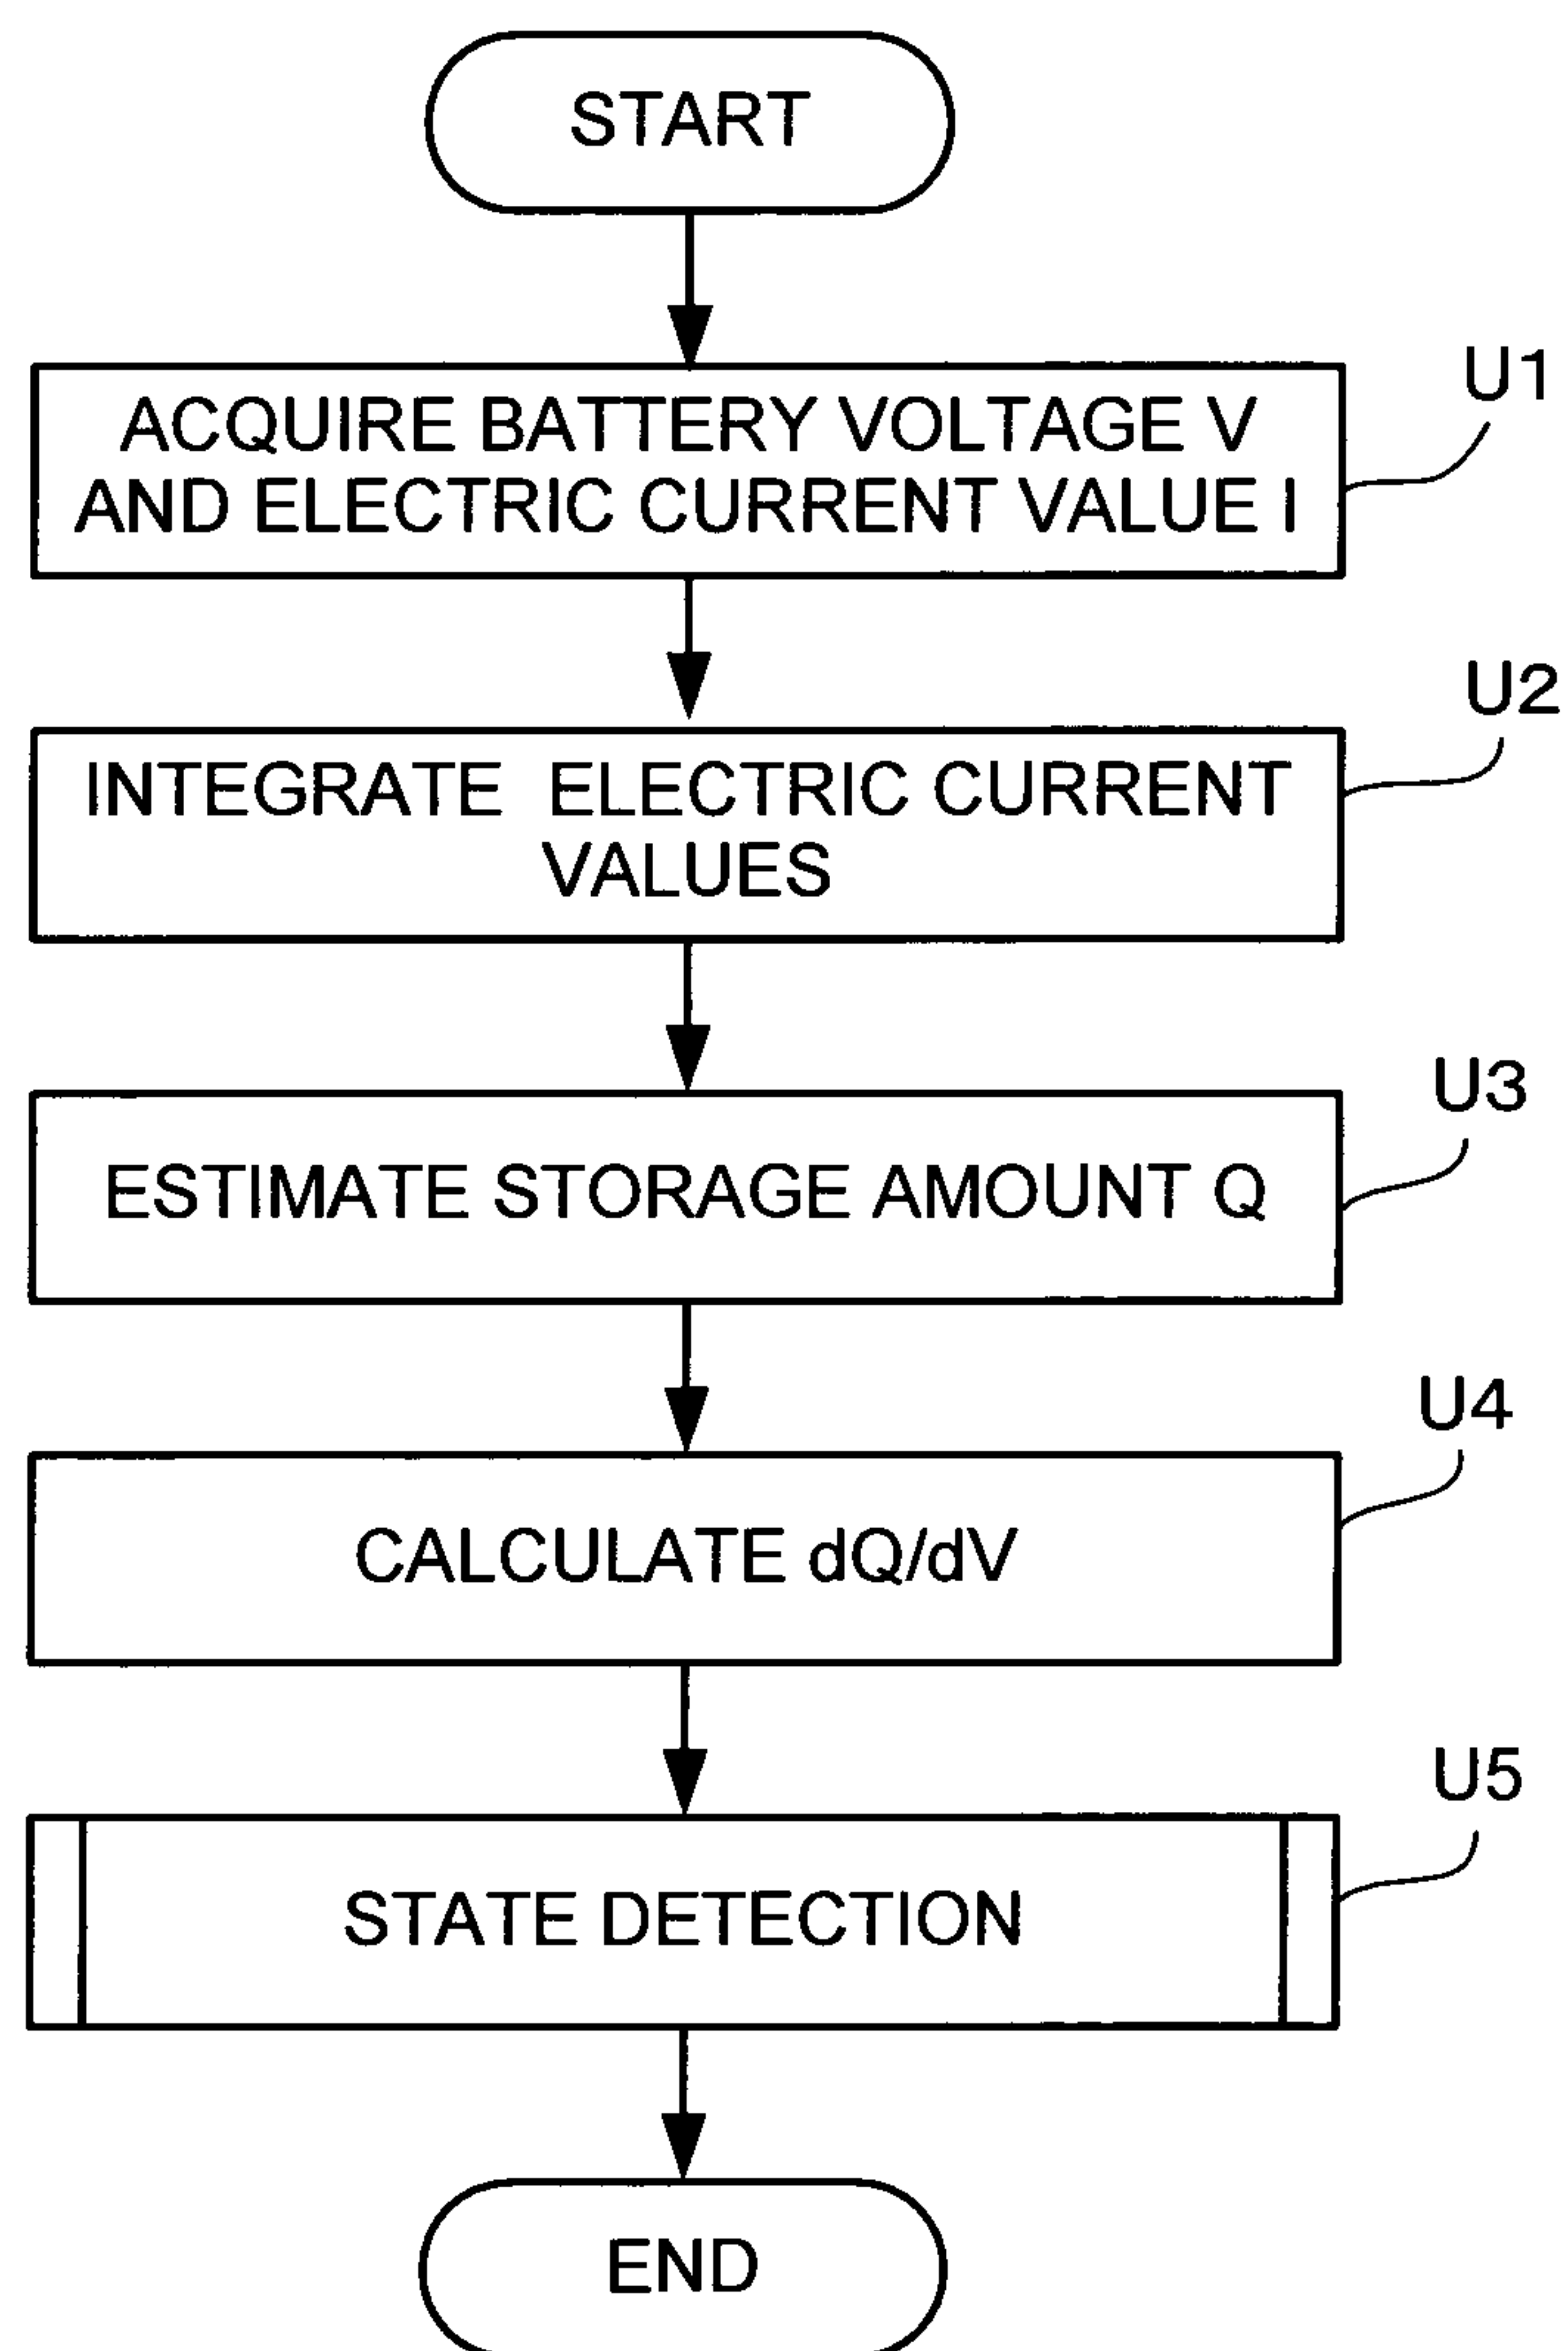 START
U1
ACQUIRE BATTERY VOLTAGE V
AND ELECTRIC CURRENT VALUE I
U2
INTEGRATE ELECTRIC CURRENT
VALUES
U3
ESTIMATE STORAGE AMOUNT Q
U4
CALCULATE dQ/dV
U5
STATE DETECTION
END